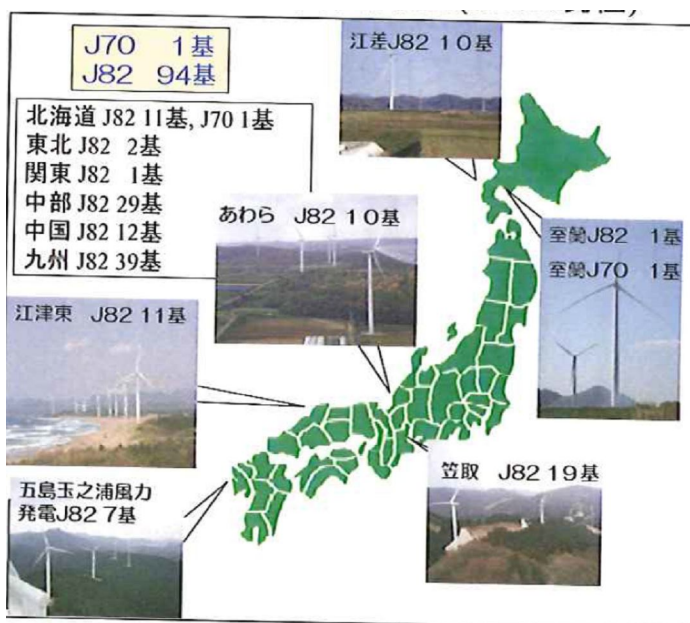 J70 1基
J82 94基
江差J82 10基
北海道 J82 11基, J70 1基
東北 J82 2基
関東 J82 1基
中部 J82 29基
中国 J82 12基
九州 J82 39基
あわら J82 10基
室蘭J82 1基
室蘭J70 1基
江津東 J82 11基
笠取 J82 19基
五島玉之浦風力
発電J82 7基